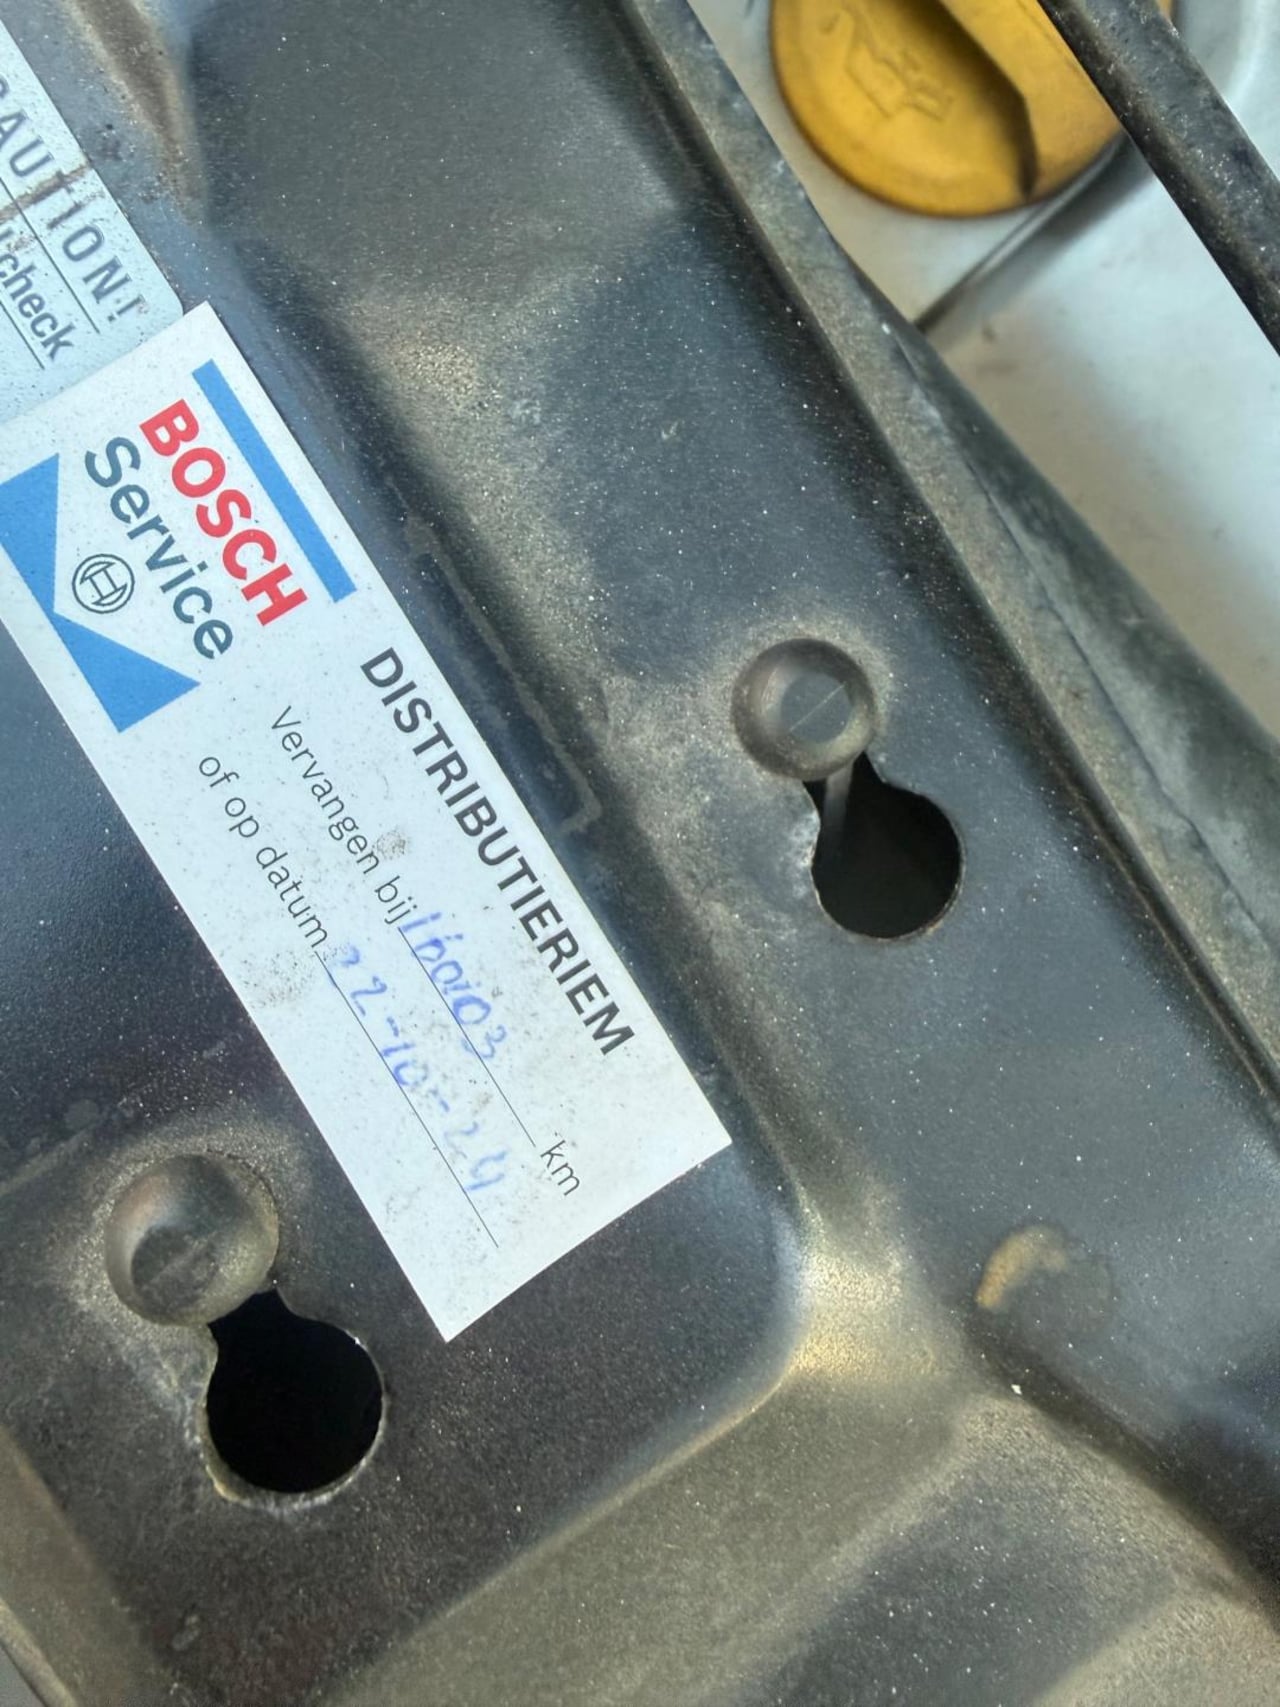 CAUTION!
check
BOSCH
Service
DISTRIBUTIERIEM
Vervangen bij 160103 km
of op datum 22-10-24